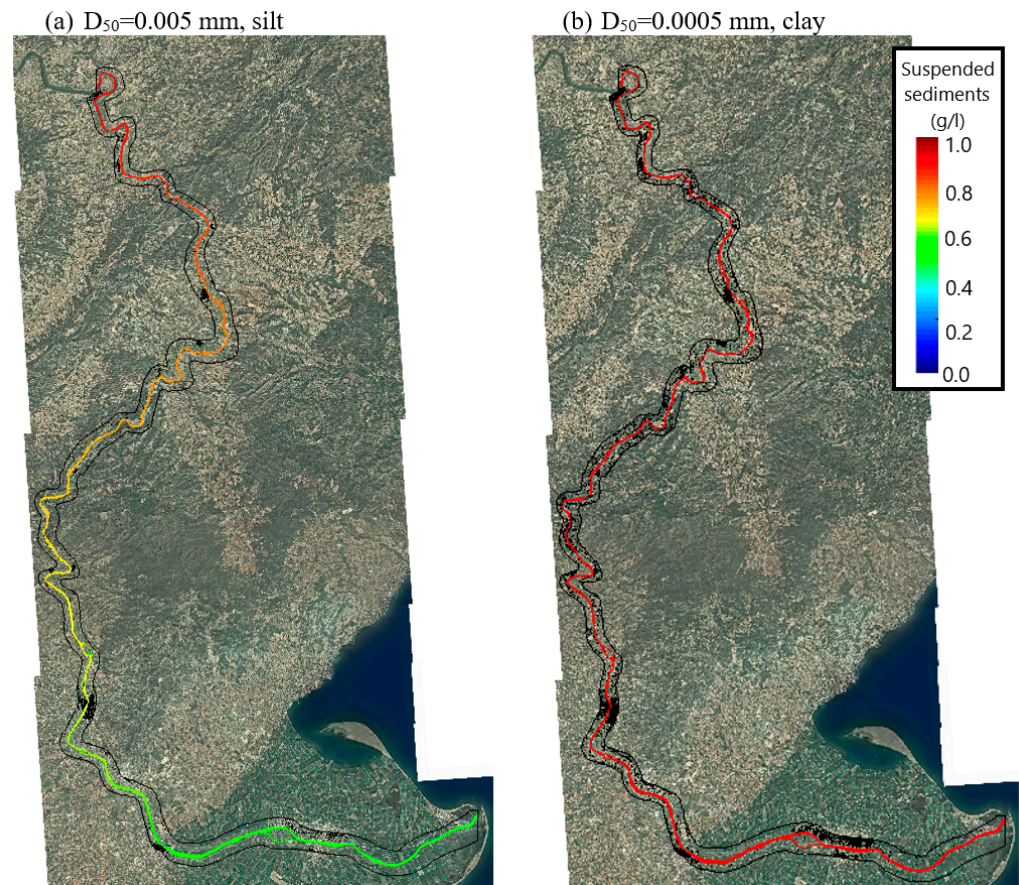 (a) D₅₀=0.005 mm, silt
(b) D₅₀=0.0005 mm, clay
Suspended
sediments
(g/l)
1.0
0.8
0.6
0.4
0.2
0.0